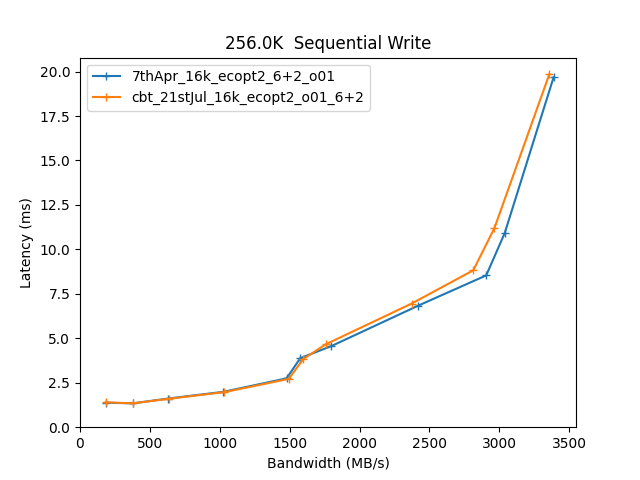 256.0K  Sequential Write
7thApr_16k_ecopt2_6+2_o01
cbt_21stJul_16k_ecopt2_o01_6+2
Latency (ms)
20.0
17.5
15.0
12.5
10.0
7.5
5.0
2.5
0.0
0 500 1000 1500 2000 2500 3000 3500
Bandwidth (MB/s)